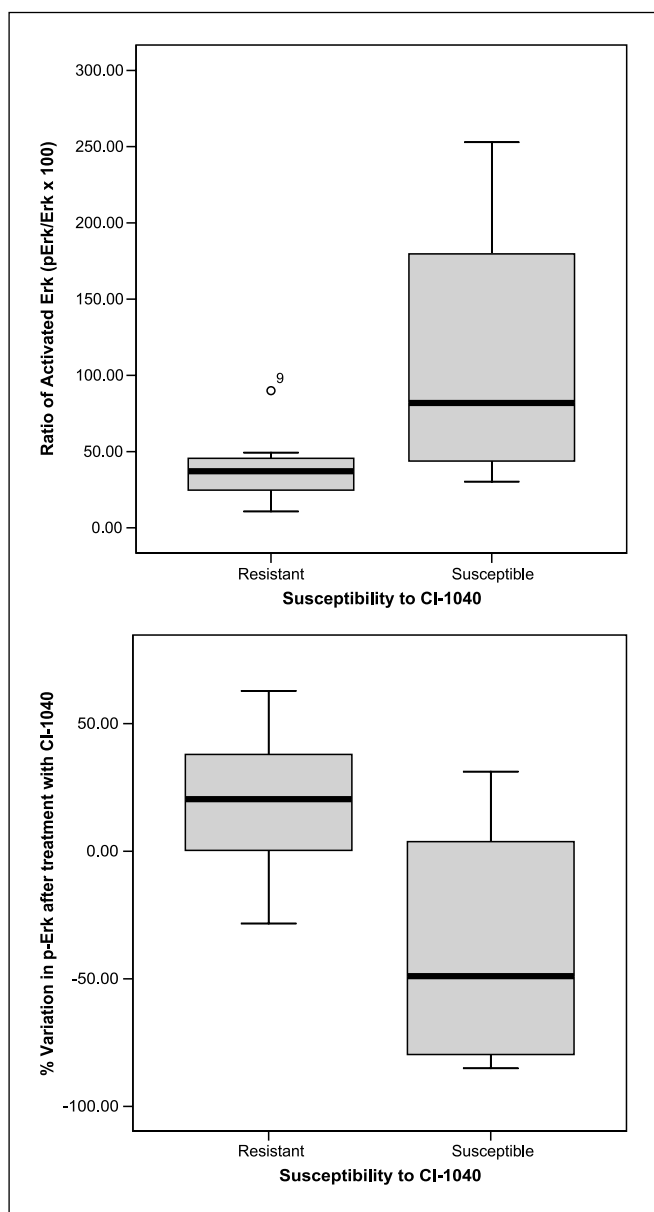 Ratio of Activated Erk (pErk/Erk x 100)
300.00
250.00
200.00
150.00
100.00
50.00
0.00
9
Resistant Susceptible
Susceptibility to CI-1040
% Variation in p-Erk after treatment with CI-1040
50.00
0.00
-50.00
-100.00
Resistant Susceptible
Susceptibility to CI-1040